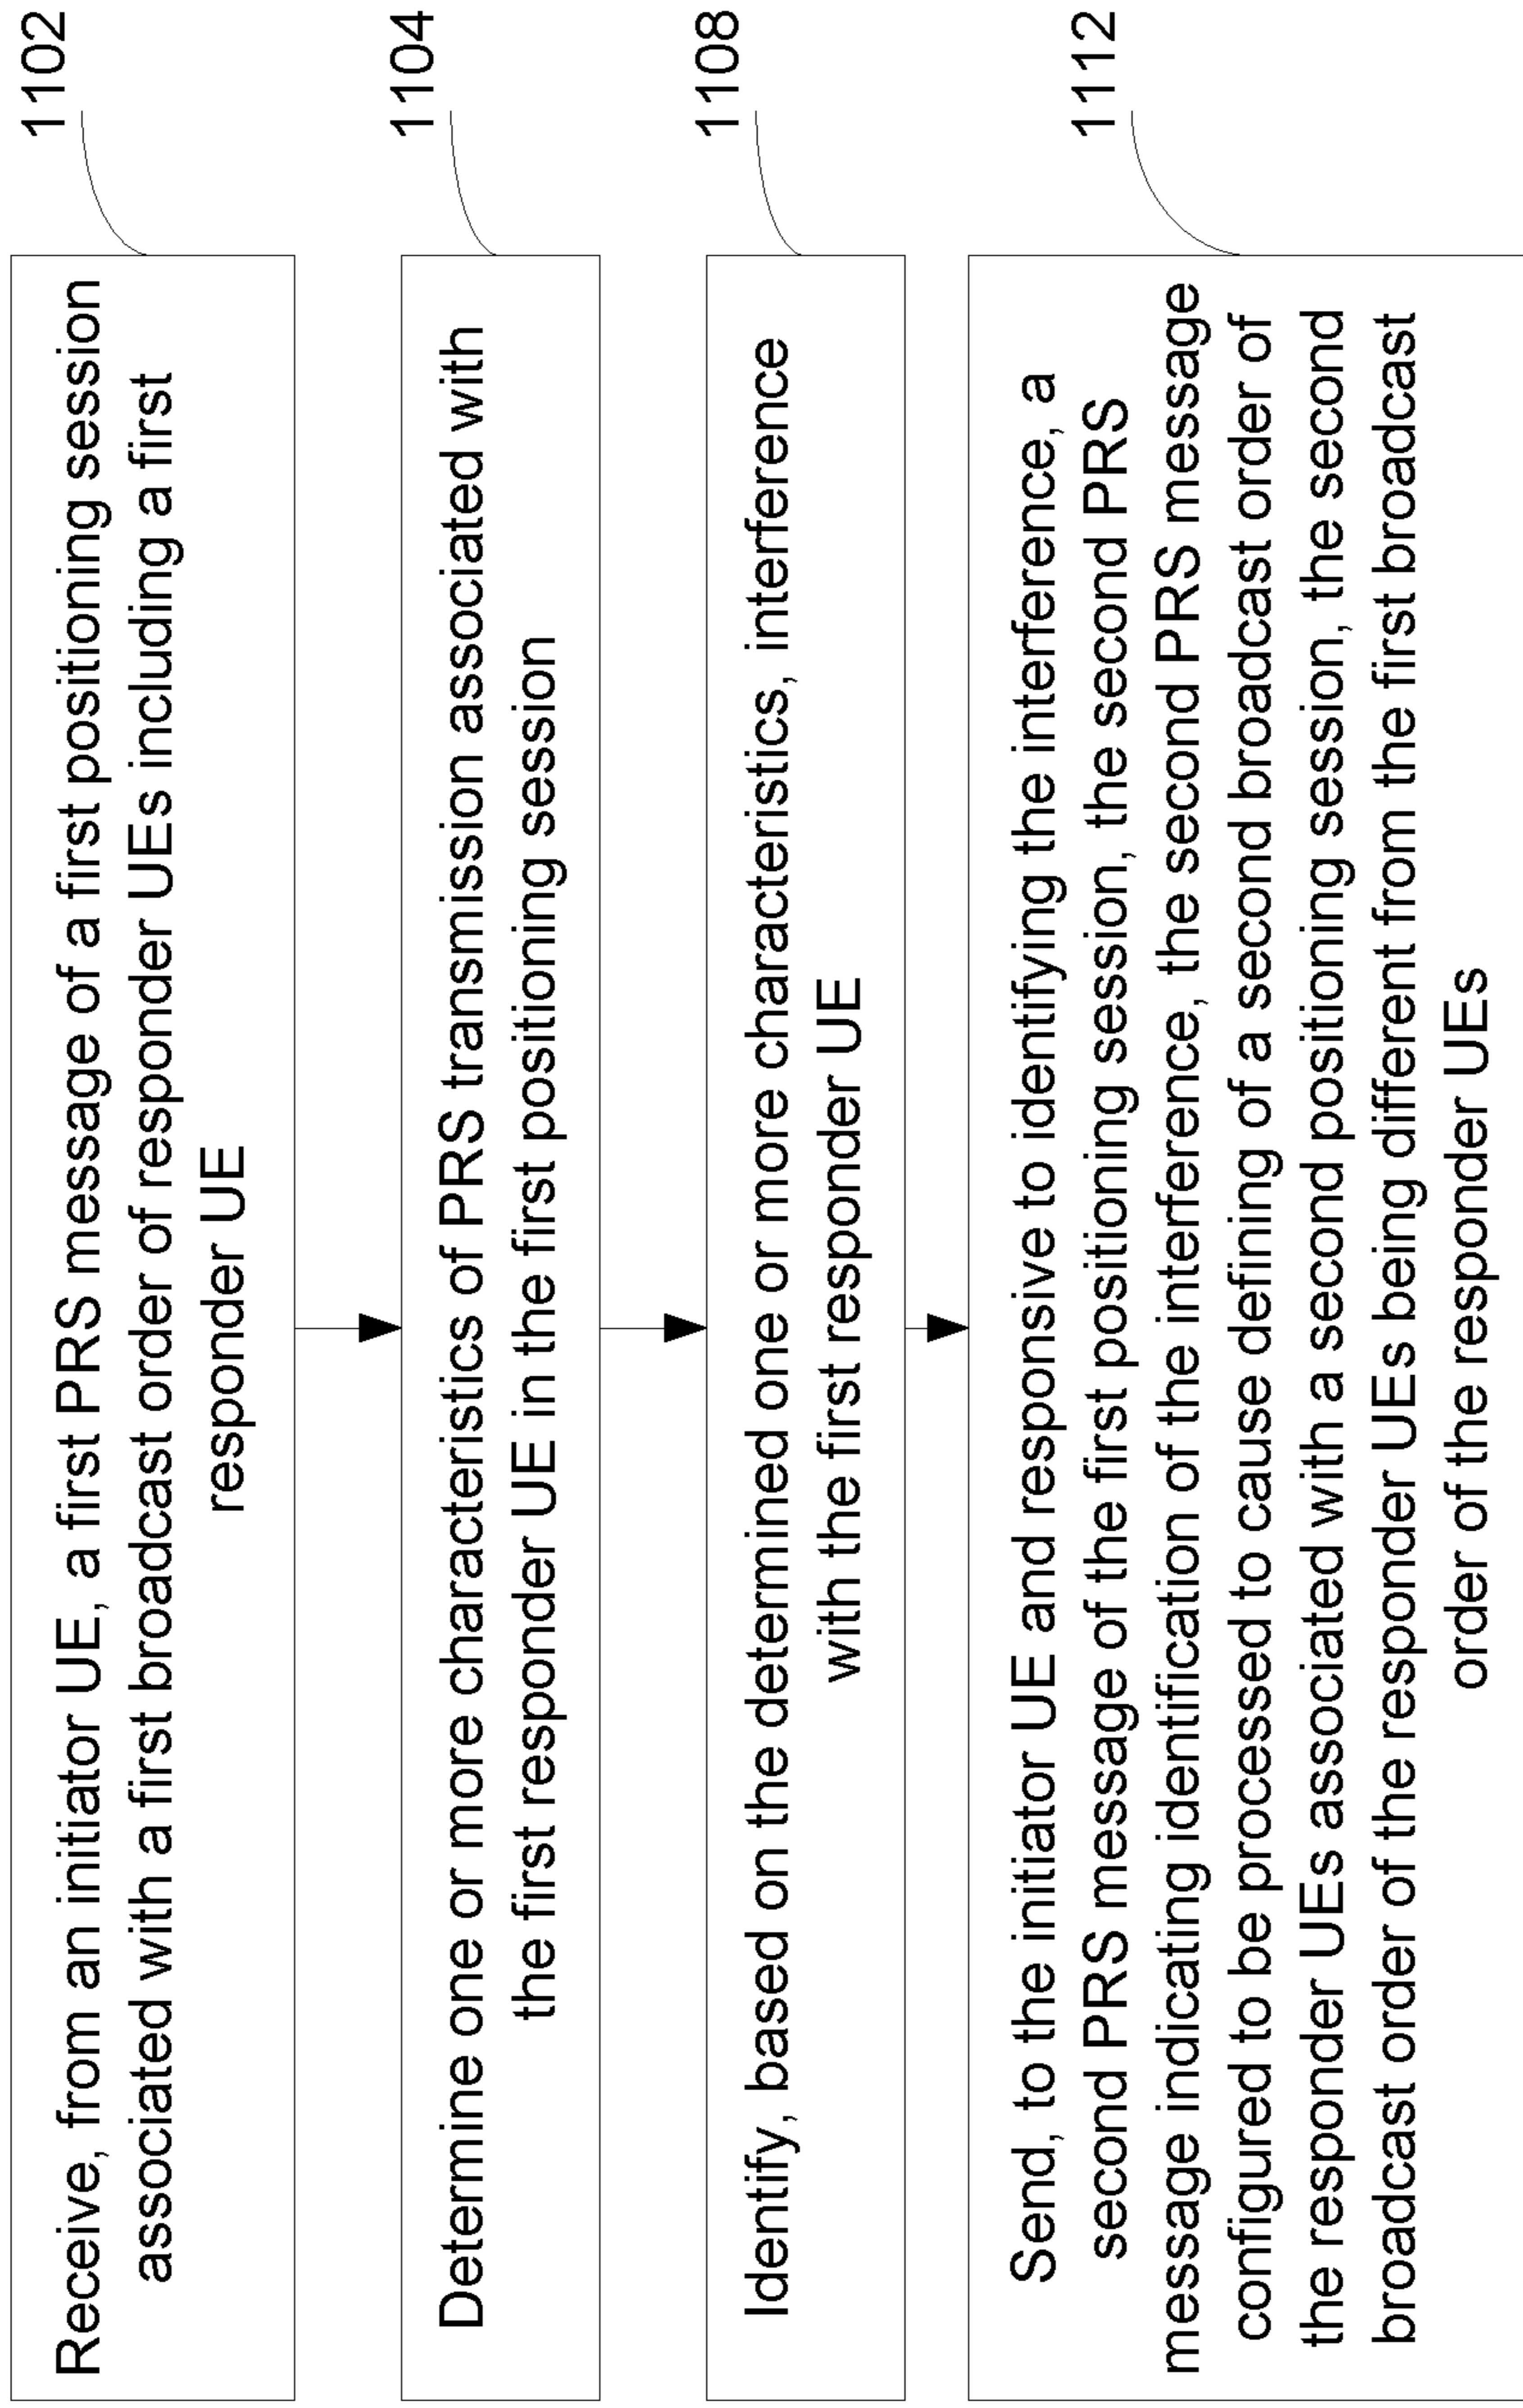 Receive, from an initiator UE, a first PRS message of a first positioning session
associated with a first broadcast order of responder UEs including a first
responder UE
1102
Determine one or more characteristics of PRS transmission associated with
the first responder UE in the first positioning session
1104
Identify, based on the determined one or more characteristics, interference
with the first responder UE
1108
Send, to the initiator UE and responsive to identifying the interference, a
second PRS message of the first positioning session, the second PRS
message indicating identification of the interference, the second PRS message
configured to be processed to cause defining of a second broadcast order of
the responder UEs associated with a second positioning session, the second
broadcast order of the responder UEs being different from the first broadcast
order of the responder UEs
1112